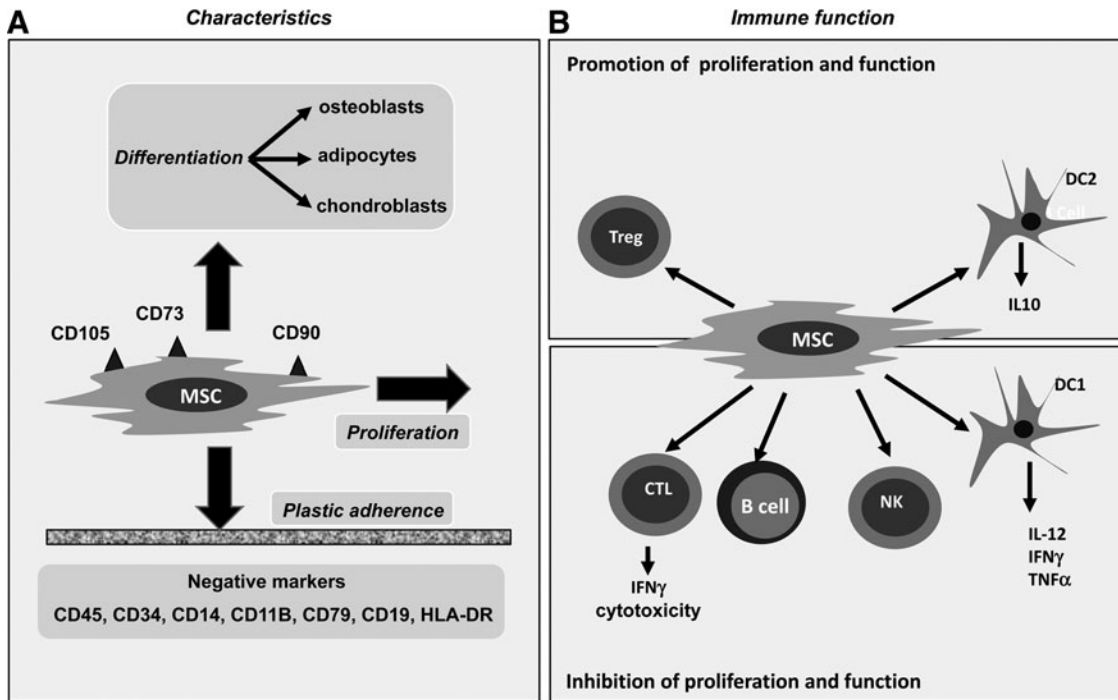 A
Characteristics
Differentiation
osteoblasts
adipocytes
chondroblasts
CD105
CD73
CD90
MSC
Proliferation
Plastic adherence
Negative markers
CD45, CD34, CD14, CD11B, CD79, CD19, HLA-DR
B
Immune function
Promotion of proliferation and function
Treg
DC2
Cell
IL10
MSC
DC1
CTL
B cell
NK
IFNγ
cytotoxicity
IL-12
IFNγ
TNFα
Inhibition of proliferation and function